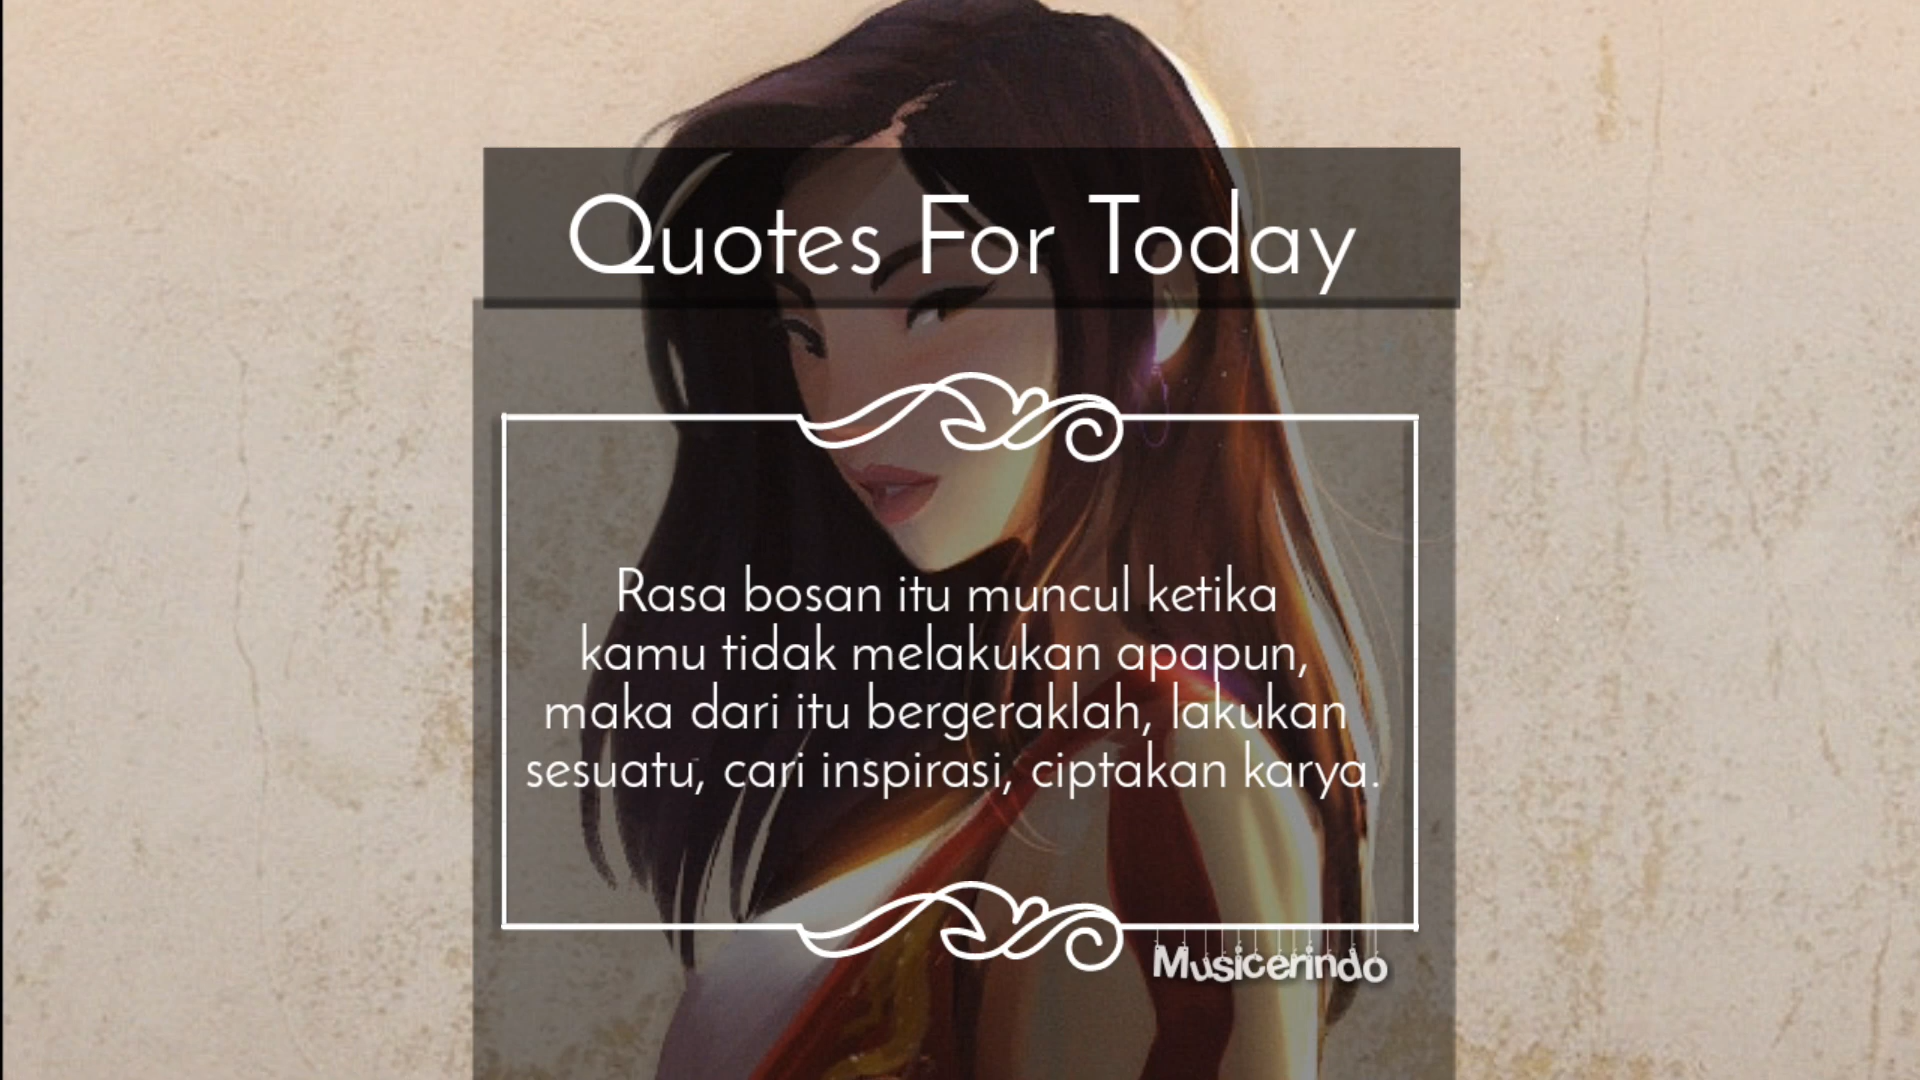 Quotes For Today
Rasa bosan itu muncul ketika
kamu tidak melakukan apapun,
maka dari itu bergeraklah, lakukan
sesuatu, cari inspirasi, ciptakan karya.
Musicerindo